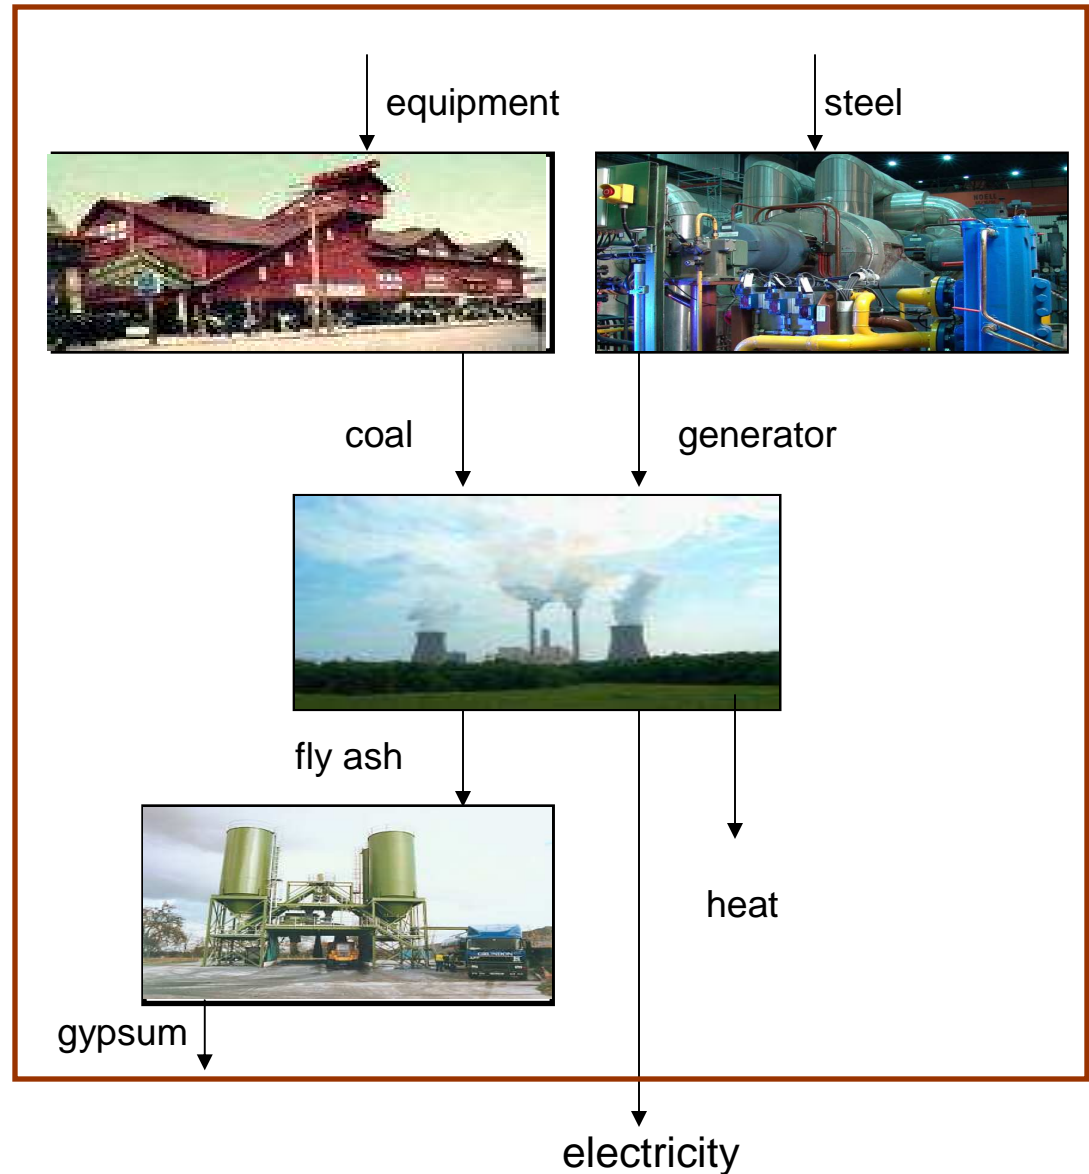 equipment
steel
coal
generator
fly ash
heat
gypsum
electricity